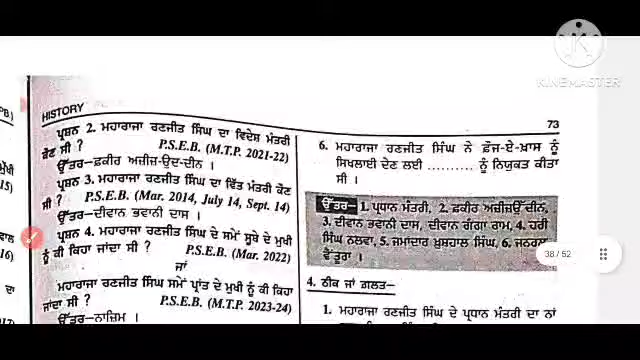 KINEMASTER
HISTORY
73
ਪ੍ਰਸ਼ਨ 2. ਮਹਾਰਾਜਾ ਰਣਜੀਤ ਸਿੰਘ ਦਾ ਵਿਦੇਸ਼ ਮੰਤਰੀ
ਕੌਣ ਸੀ ? P.S.E.B. (M.T.P. 2021-22)
ਉੱਤਰ–ਫ਼ਕੀਰ ਅਜ਼ੀਜ਼-ਉਦ-ਦੀਨ ।
ਪ੍ਰਸ਼ਨ 3. ਮਹਾਰਾਜਾ ਰਣਜੀਤ ਸਿੰਘ ਦਾ ਵਿੱਤ ਮੰਤਰੀ ਕੌਣ
ਸੀ ? P.S.E.B. (Mar. 2014, July 14, Sept. 14)
ਉੱਤਰ–ਦੀਵਾਨ ਭਵਾਨੀ ਦਾਸ ।
ਪ੍ਰਸ਼ਨ 4. ਮਹਾਰਾਜਾ ਰਣਜੀਤ ਸਿੰਘ ਦੇ ਸਮੇਂ ਸੂਬੇ ਦੇ ਮੁਖੀ
ਨੂੰ ਕੀ ਕਿਹਾ ਜਾਂਦਾ ਸੀ ? P.S.E.B. (Mar. 2022)
ਜਾਂ
ਮਹਾਰਾਜਾ ਰਣਜੀਤ ਸਿੰਘ ਸਮੇਂ ਪ੍ਰਾਂਤ ਦੇ ਮੁਖੀ ਨੂੰ ਕੀ ਕਿਹਾ
ਜਾਂਦਾ ਸੀ ? P.S.E.B. (M.T.P. 2023-24)
ਉੱਤਰ–ਨਾਜ਼ਿਮ ।
6. ਮਹਾਰਾਜਾ ਰਣਜੀਤ ਸਿੰਘ ਨੇ ਫ਼ੌਜ-ਏ-ਖ਼ਾਸ ਨੂੰ
ਸਿਖਲਾਈ ਦੇਣ ਲਈ .......... ਨੂੰ ਨਿਯੁਕਤ ਕੀਤਾ
ਸੀ ।
ਉੱਤਰ– 1. ਪ੍ਰਧਾਨ ਮੰਤਰੀ, 2. ਫ਼ਕੀਰ ਅਜ਼ੀਜ਼ਉੱਦੀਨ,
3. ਦੀਵਾਨ ਭਵਾਨੀ ਦਾਸ, ਦੀਵਾਨ ਗੰਗਾ ਰਾਮ, 4. ਹਰੀ
ਸਿੰਘ ਨਲਵਾ, 5. ਜਮਾਂਦਾਰ ਖ਼ੁਸ਼ਹਾਲ ਸਿੰਘ, 6. ਜਨਰਲ
ਵੈਂਤੂਰਾ ।
38 / 52
4. ਠੀਕ ਜਾਂ ਗਲਤ–
1. ਮਹਾਰਾਜਾ ਰਣਜੀਤ ਸਿੰਘ ਦੇ ਪ੍ਰਧਾਨ ਮੰਤਰੀ ਦਾ ਨਾਂ